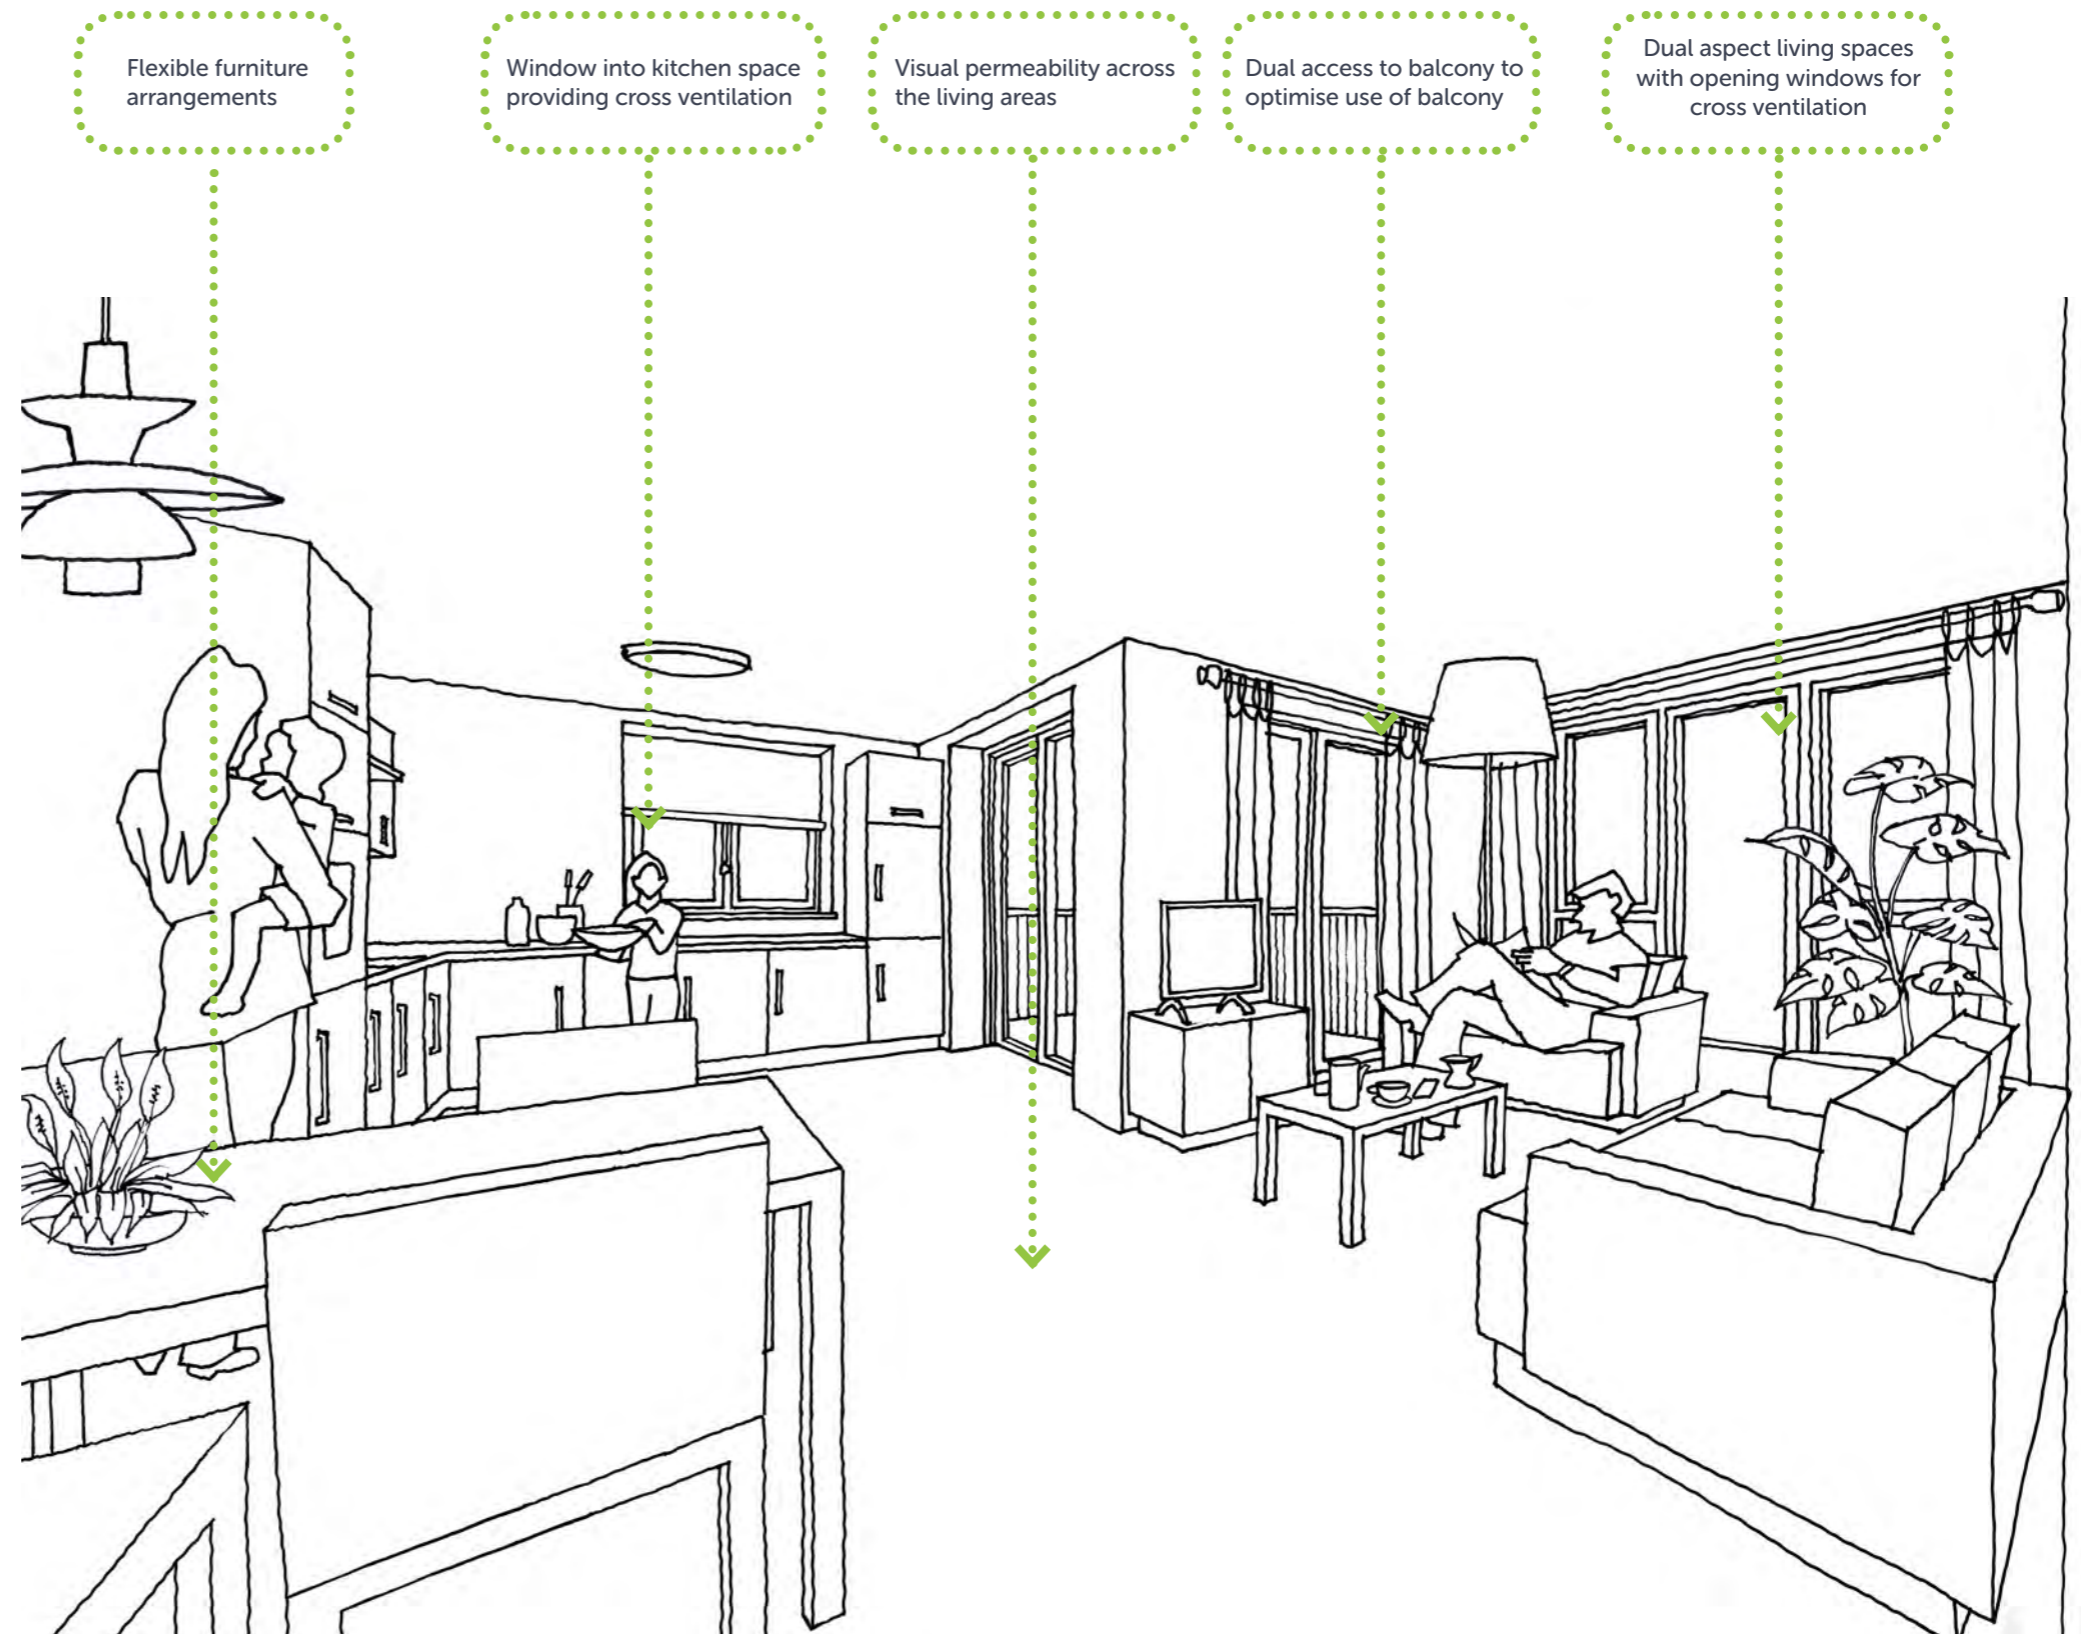 Flexible furniture
arrangements
Window into kitchen space
providing cross ventilation
Visual permeability across
the living areas
Dual access to balcony to
optimise use of balcony
Dual aspect living spaces
with opening windows for
cross ventilation